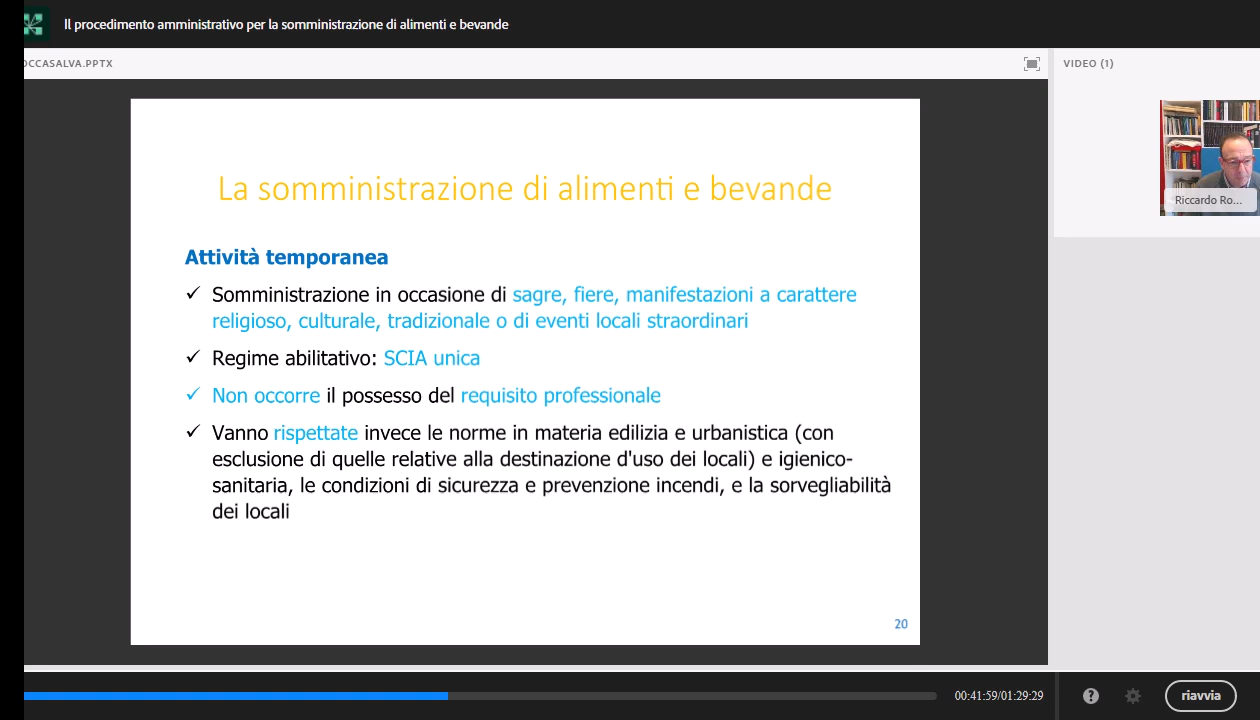 Il procedimento amministrativo per la somministrazione di alimenti e bevande
OCCASALVA.PPTX
VIDEO (1)
Riccardo Ro...
La somministrazione di alimenti e bevande
Attività temporanea
✓ Somministrazione in occasione di sagre, fiere, manifestazioni a carattere
religioso, culturale, tradizionale o di eventi locali straordinari
✓ Regime abilitativo: SCIA unica
✓ Non occorre il possesso del requisito professionale
✓ Vanno rispettate invece le norme in materia edilizia e urbanistica (con
esclusione di quelle relative alla destinazione d'uso dei locali) e igienico-
sanitaria, le condizioni di sicurezza e prevenzione incendi, e la sorvegliabilità
dei locali
20
00:41:59/01:29:29
riavvia